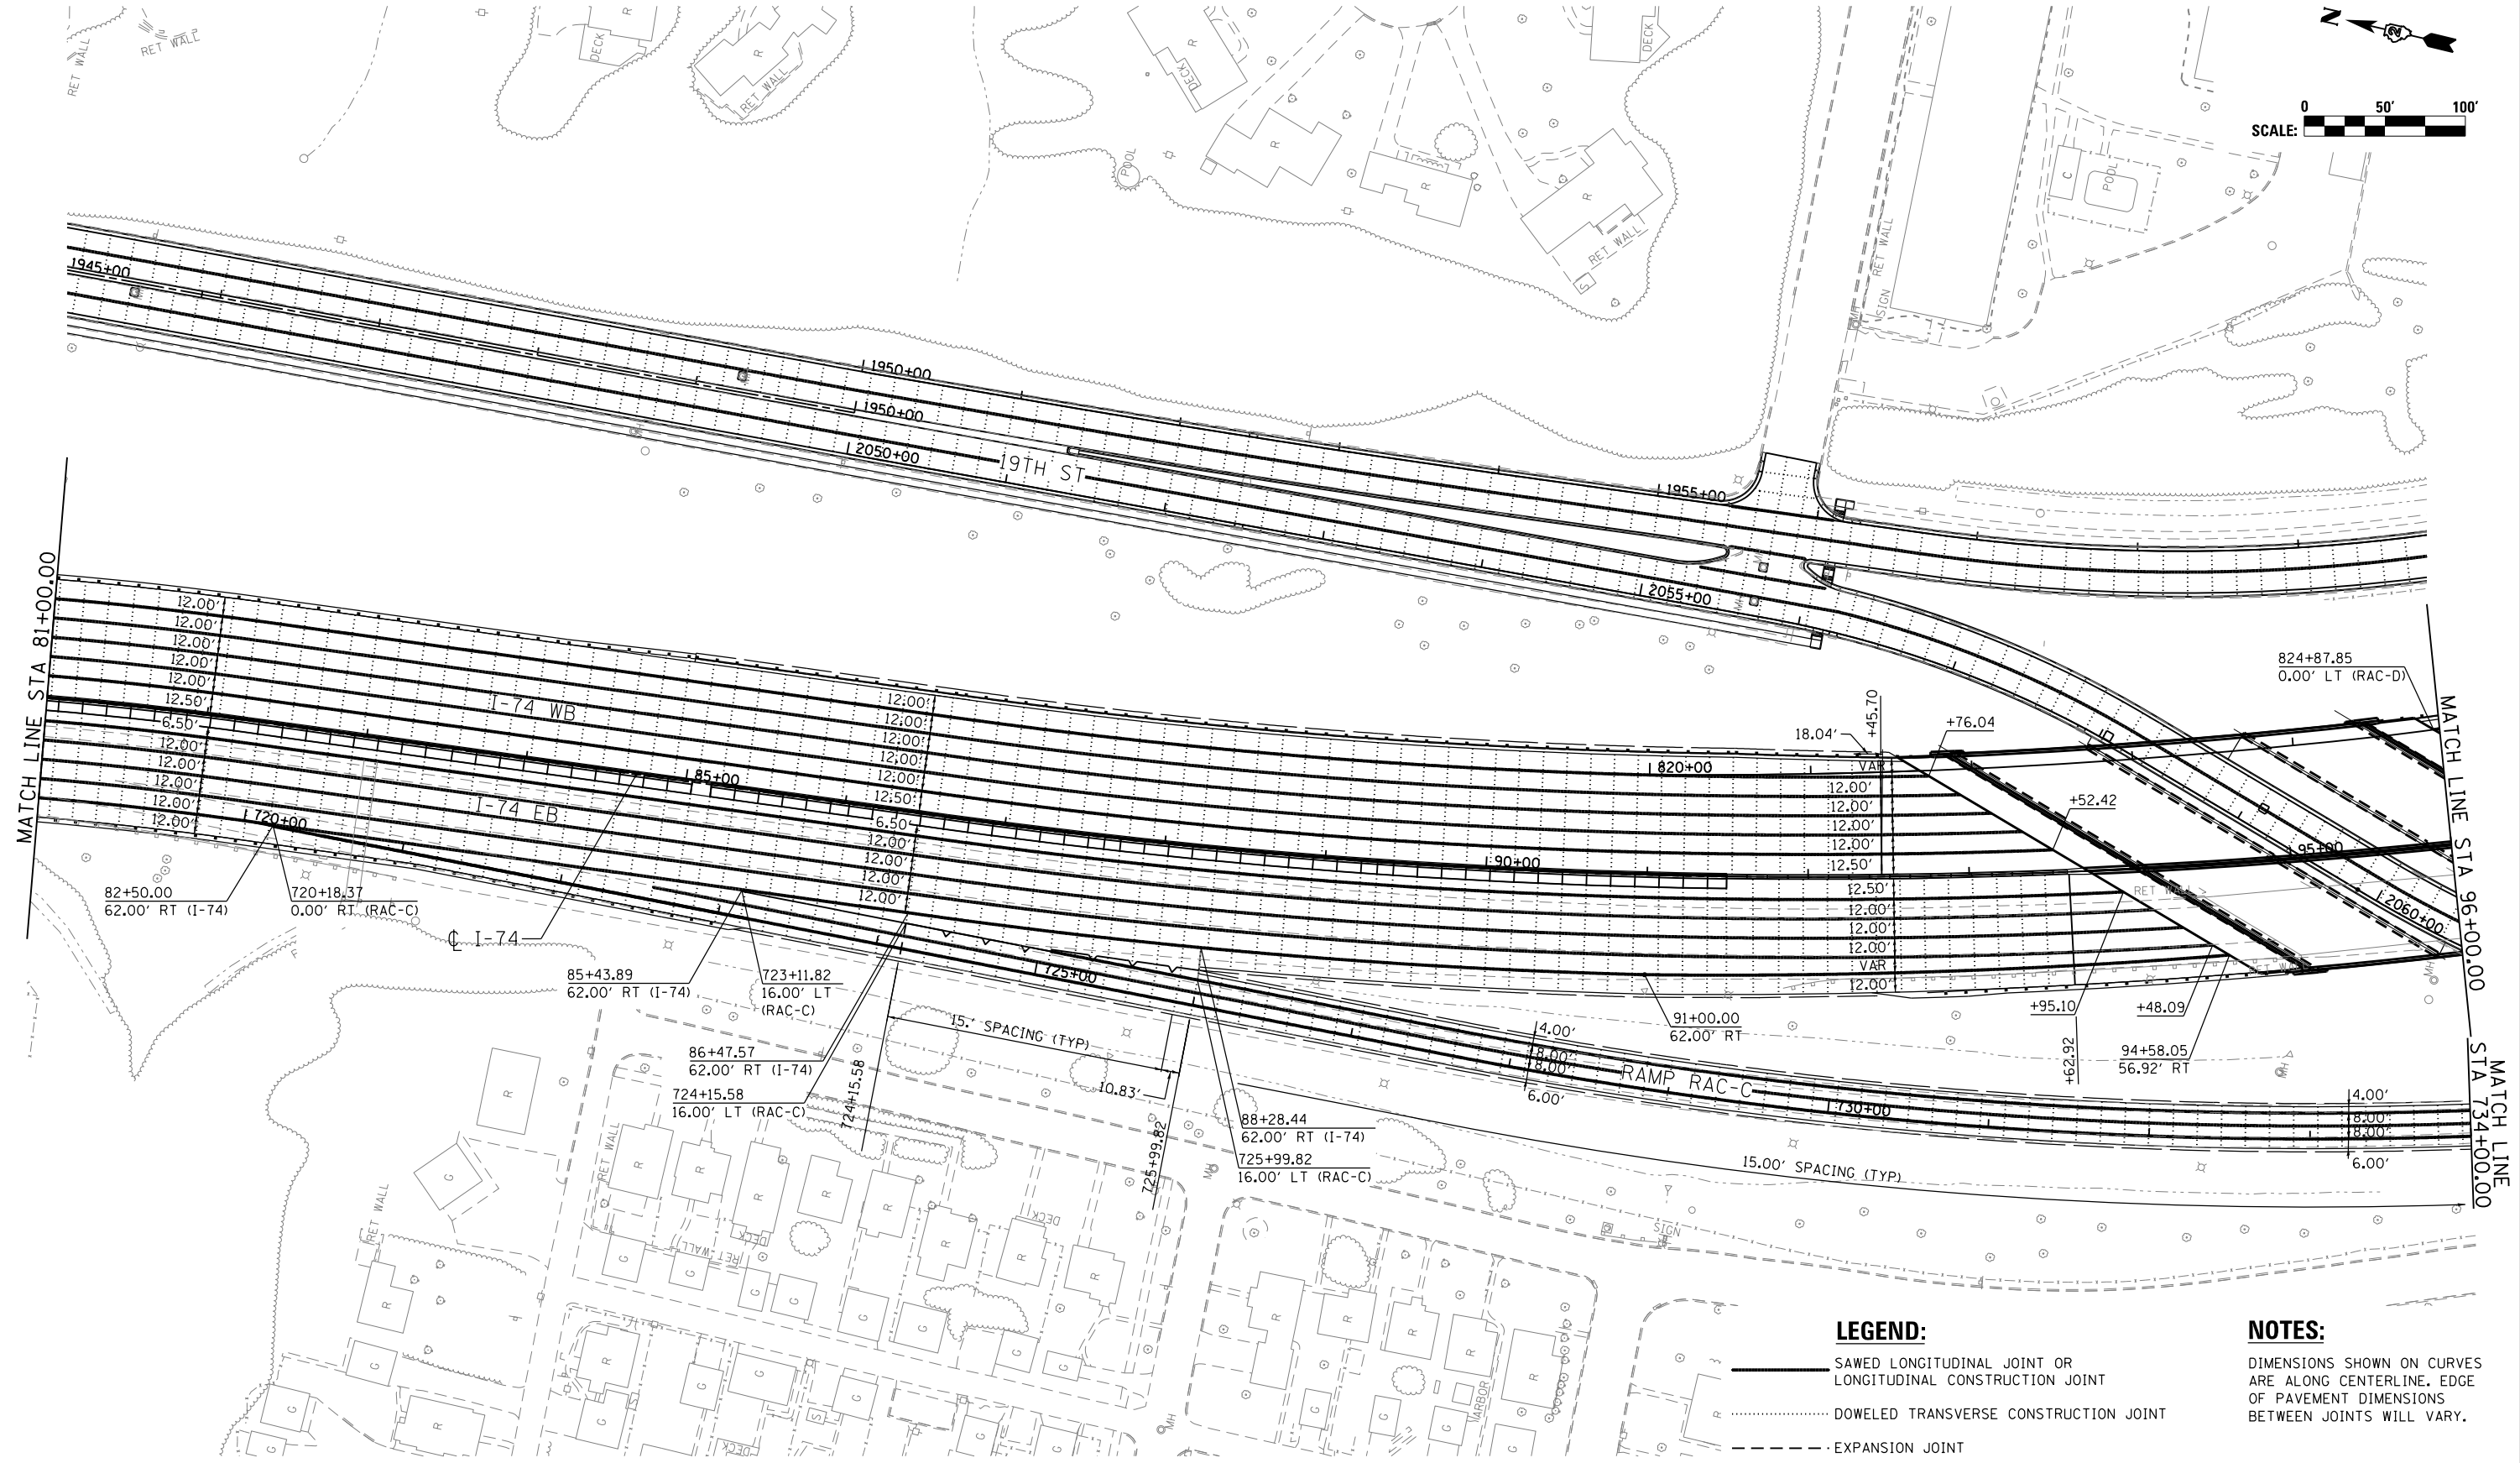 RET WALL
RET WALL
R
DECK
R
RET WALL
R
DECK
DECK
N
2
0 50' 100'
SCALE:
R
R
POOL
R
RET WALL
S
C
POOL
RET WALL
SIGN
MH
1945+00
1950+00
1950+00
2050+00
19TH ST
1955+00
2055+00
MH
MH
MATCH LINE STA 81+00.00
12.00'
12.00'
12.00'
12.00'
12.00'
12.50'
6.50'
12.00'
12.00'
12.00'
12.00'
12.00'
I-74 WB
I-74 EB
85+00
720+00
12.00'
12.00'
12.00'
12.00'
12.00'
12.50'
6.50'
12.00'
12.00'
12.00'
12.00'
82+50.00
62.00' RT (I-74)
720+18.37
0.00' RT (RAC-C)
℄ I-74
85+43.89
62.00' RT (I-74)
723+11.82
16.00' LT
(RAC-C)
86+47.57
62.00' RT (I-74)
724+15.58
16.00' LT (RAC-C)
724+15.58
15.' SPACING (TYP)
10.83'
725+99.82
725+00
88+28.44
62.00' RT (I-74)
725+99.82
16.00' LT (RAC-C)
90+00
820+00
18.04'
+45.70
+76.04
VAR
12.00'
12.00'
12.00'
12.00'
12.50'
12.50'
12.00'
12.00'
12.00'
VAR
12.00'
+52.42
95+00
RET WALL
2060+00
824+87.85
0.00' LT (RAC-D)
MATCH LINE STA 96+00.00
91+00.00
62.00' RT
+95.10
+48.09
+62.92
94+58.05
56.92' RT
MH
MH
4.00'
8.00'
8.00'
6.00'
RAMP RAC-C
730+00
15.00' SPACING (TYP)
4.00'
8.00'
8.00'
6.00'
MATCH LINE
STA 734+00.00
R
G
RET WALL
R
R
R
R
R
R
R
R
DECK
DECK
RET WALL
RET WALL
G
G
G
G
G
G
G
G
R
G
G
G
R
R
G
G
S
G
S
G
G
G
DECK
MH
MH
SIGN
R
R
R
R
R
G
G
G
G
ARBOR
R
LEGEND:
SAWED LONGITUDINAL JOINT OR
LONGITUDINAL CONSTRUCTION JOINT
DOWELED TRANSVERSE CONSTRUCTION JOINT
EXPANSION JOINT
NOTES:
DIMENSIONS SHOWN ON CURVES
ARE ALONG CENTERLINE. EDGE
OF PAVEMENT DIMENSIONS
BETWEEN JOINTS WILL VARY.